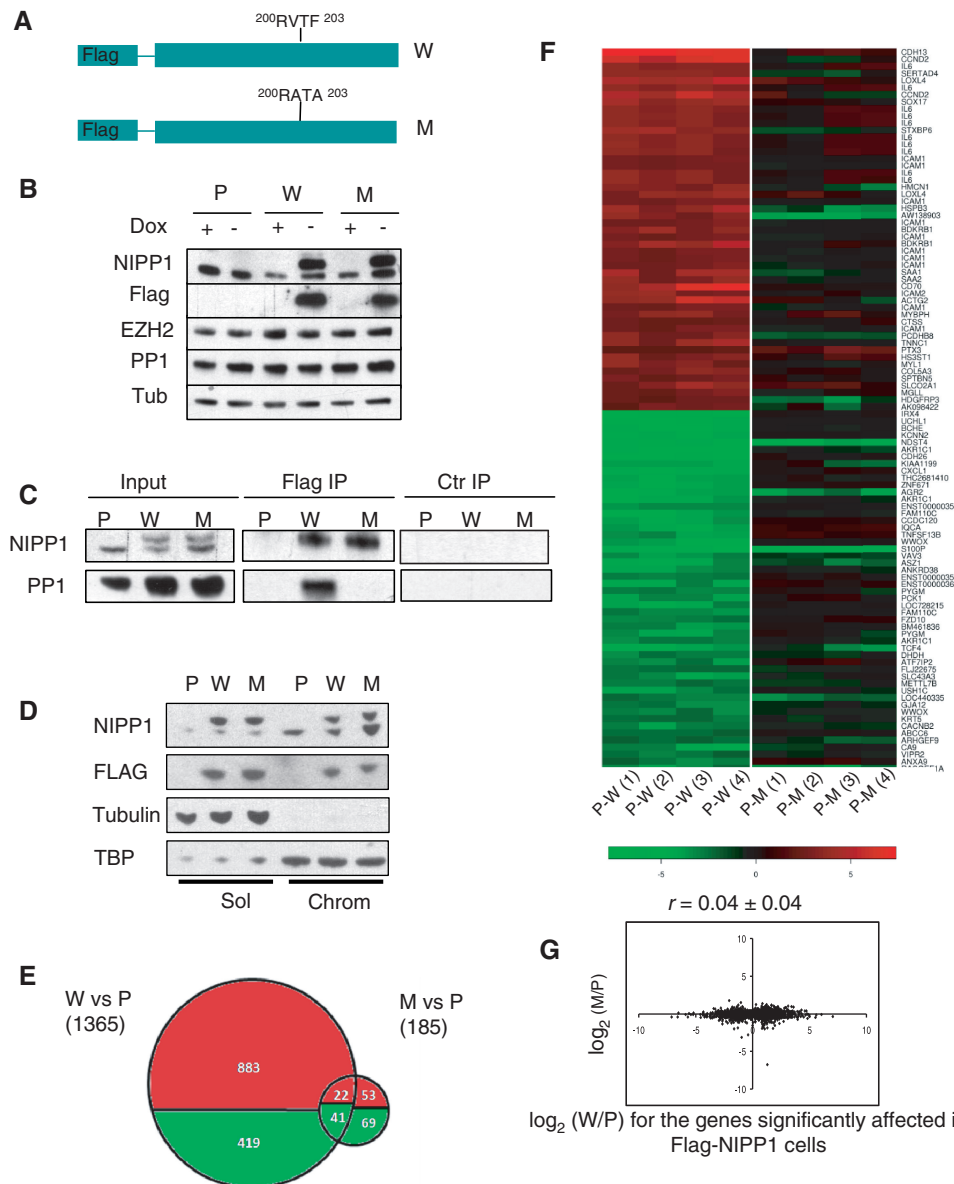 A
200RVTF 203
Flag
W
200RATA 203
Flag
M
B
P W M
Dox + - + - + -
NIPP1
Flag
EZH2
PP1
Tub
C
Input Flag IP Ctr IP
P W M P W M P W M
NIPP1
PP1
D
P W M P W M
NIPP1
FLAG
Tubulin
TBP
Sol Chrom
E
W vs P
(1365)
M vs P
(185)
883
22 53
41 69
419
F
CDH13
CCND2
IL6
SERTAD4
LOXL4
IL6
CCND2
SOX17
IL6
IL6
IL6
STXBP6
IL6
IL6
IL6
ICAM1
ICAM1
IL6
IL6
HMCN1
LOXL4
ICAM1
HSPB3
AW138903
ICAM1
BDKRB1
ICAM1
BDKRB1
ICAM1
ICAM1
ICAM1
SAA1
SAA2
CD70
ICAM2
ACTG2
ICAM1
MYBPH
CTSS
ICAM1
PCDHB8
TNNC1
PTX3
HS3ST1
MYL1
COL5A3
SPTBN5
SLCO2A1
MGLL
HDGFRP3
AK098422
IRX4
UCHL1
BCHE
KCNN2
NDST4
AKR1C1
CDH26
KIAA1199
CXCL1
THC2681410
ZNF671
AGR2
AKR1C1
ENST0000035
FAM110C
CCDC120
IQCA
TNFSF13B
WWOX
S100P
VAV3
ASZ1
ANKRD38
ENST0000035
ENST0000036
PYGM
PCK1
LOC728215
FAM110C
FZD10
BM461836
PYGM
AKR1C1
TCF4
DHDH
ATF7IP2
FLJ22675
SLC43A3
METTL7B
USH1C
LOC440335
GJA12
WWOX
KRT5
CACNB2
ABCC6
ARHGEF9
CA9
VIPR2
ANXA9
P-W (1) P-W (2) P-W (3) P-W (4) P-M (1) P-M (2) P-M (3) P-M (4)
-5 0 5
r = 0.04 ± 0.04
G
log2 (M/P)
10
5
-10 -5 0 5 10
-5
-10
log2 (W/P) for the genes significantly affected i
Flag-NIPP1 cells